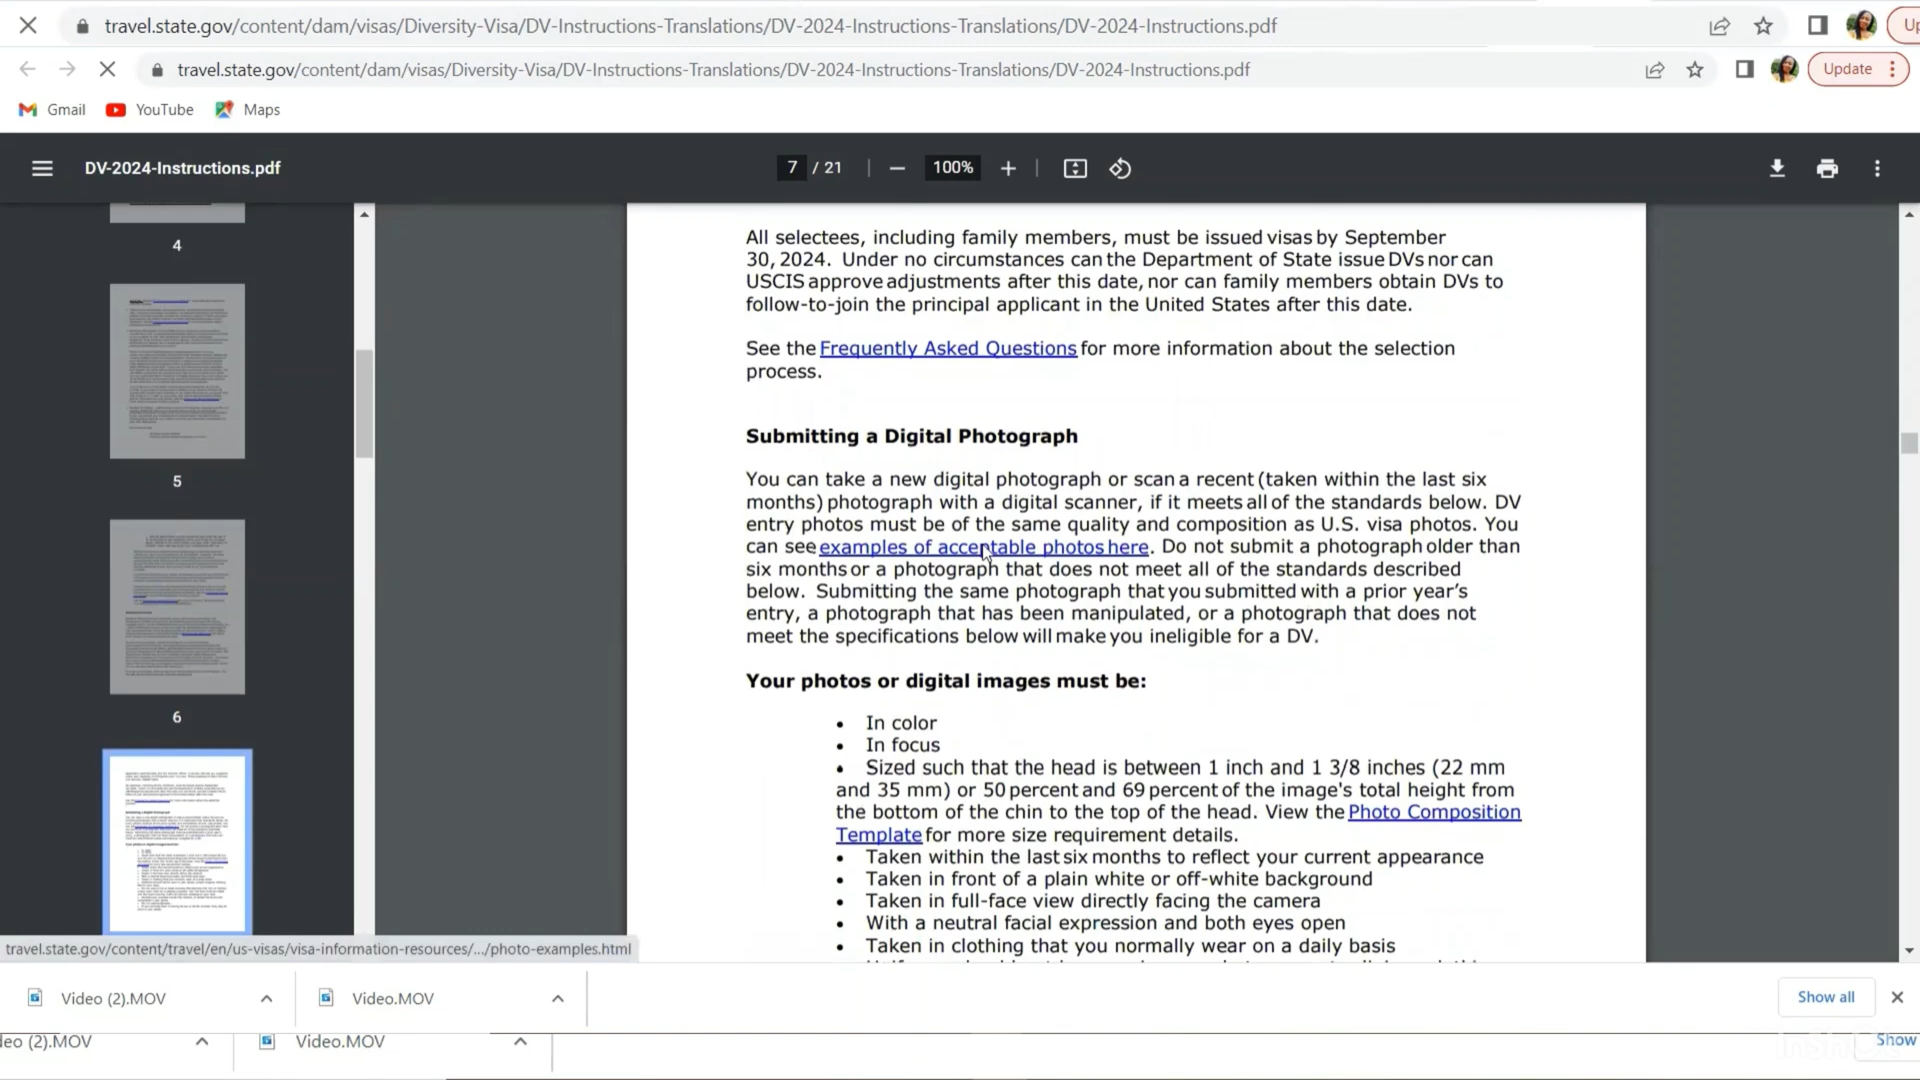 travel.state.gov/content/dam/visas/Diversity-Visa/DV-Instructions-Translations/DV-2024-Instructions-Translations/DV-2024-Instructions.pdf
Up
travel.state.gov/content/dam/visas/Diversity-Visa/DV-Instructions-Translations/DV-2024-Instructions-Translations/DV-2024-Instructions.pdf
Update
Gmail YouTube Maps
DV-2024-Instructions.pdf 7 / 21 100%
4
5
6
All selectees, including family members, must be issued visas by September
30, 2024. Under no circumstances can the Department of State issue DVs nor can
USCIS approve adjustments after this date, nor can family members obtain DVs to
follow-to-join the principal applicant in the United States after this date.
See the Frequently Asked Questions for more information about the selection
process.
Submitting a Digital Photograph
You can take a new digital photograph or scan a recent (taken within the last six
months) photograph with a digital scanner, if it meets all of the standards below. DV
entry photos must be of the same quality and composition as U.S. visa photos. You
can see examples of acceptable photos here. Do not submit a photograph older than
six months or a photograph that does not meet all of the standards described
below. Submitting the same photograph that you submitted with a prior year's
entry, a photograph that has been manipulated, or a photograph that does not
meet the specifications below will make you ineligible for a DV.
Your photos or digital images must be:
• In color
• In focus
• Sized such that the head is between 1 inch and 1 3/8 inches (22 mm
and 35 mm) or 50 percent and 69 percent of the image's total height from
the bottom of the chin to the top of the head. View the Photo Composition
Template for more size requirement details.
• Taken within the last six months to reflect your current appearance
• Taken in front of a plain white or off-white background
• Taken in full-face view directly facing the camera
• With a neutral facial expression and both eyes open
• Taken in clothing that you normally wear on a daily basis
travel.state.gov/content/travel/en/us-visas/visa-information-resources/.../photo-examples.html
Video (2).MOV Video.MOV Show all
leo (2).MOV Video.MOV Show